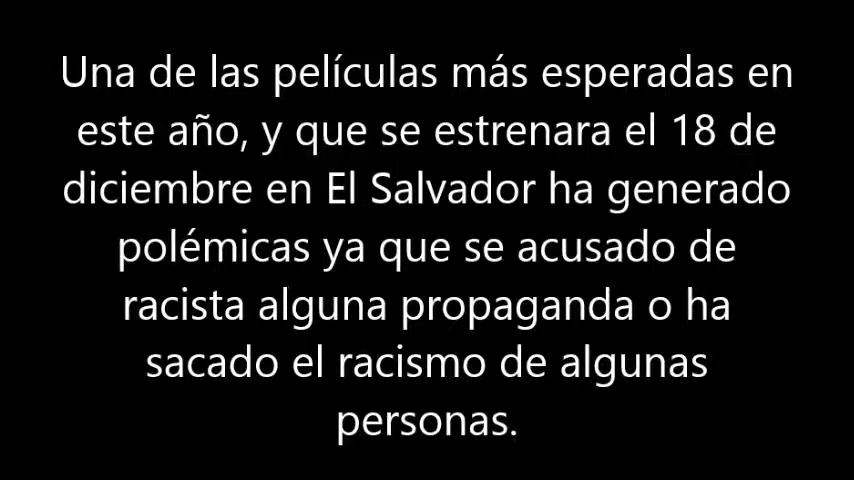 Una de las películas más esperadas en
este año, y que se estrenara el 18 de
diciembre en El Salvador ha generado
polémicas ya que se acusado de
racista alguna propaganda o ha
sacado el racismo de algunas
personas.